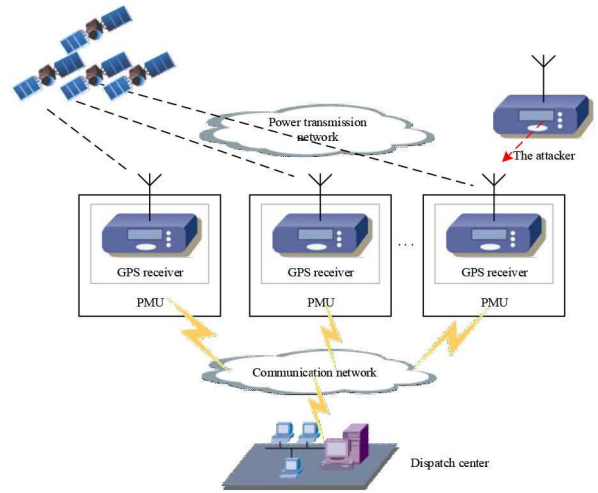 Power transmission
network
The attacker
GPS receiver
GPS receiver
...
GPS receiver
PMU
PMU
PMU
Communication network
Dispatch center